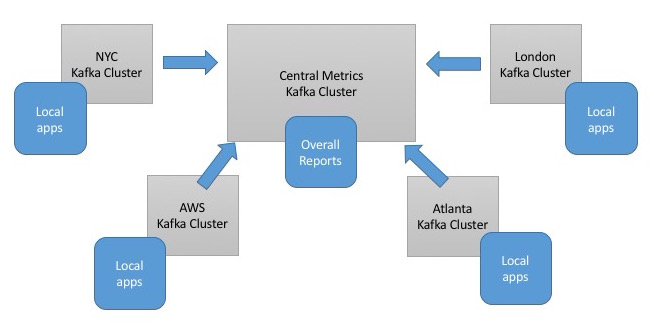 NYC
Kafka Cluster
Local
apps
Central Metrics
Kafka Cluster
Overall
Reports
London
Kafka Cluster
Local
apps
AWS
Kafka Cluster
Local
apps
Atlanta
Kafka Cluster
Local
apps